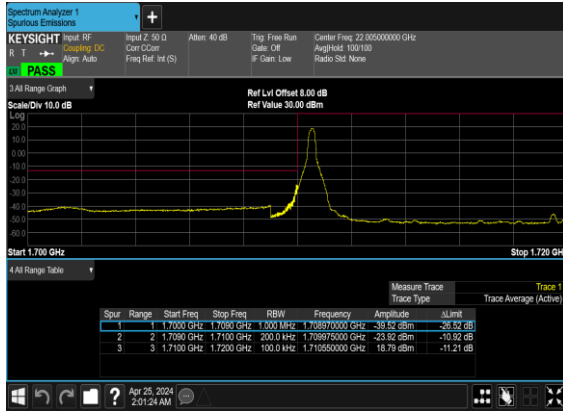 Spectrum Analyzer 1
Spurious Emissions
+
KEYSIGHT
R T
LW PASS
Input: RF
Coupling: DC
Align: Auto
Input Z: 50 Ω
Corr CCorr
Freq Ref: Int (S)
Atten: 40 dB
Trig: Free Run
Gate: Off
IF Gain: Low
Center Freq: 22.005000000 GHz
Avg|Hold: 100/100
Radio Std: None
3 All Range Graph
Scale/Div 10.0 dB
Ref Lvl Offset 8.00 dB
Ref Value 30.00 dBm
Log
20.0
10.0
0.00
-10.0
-20.0
-30.0
-40.0
-50.0
-60.0
Start 1.700 GHz
Stop 1.720 GH
4 All Range Table
Measure Trace Trace 1
Trace Type Trace Average (Active)
Spur Range Start Freq Stop Freq RBW Frequency Amplitude ΔLimit
1 1 1.7000 GHz 1.7090 GHz 1.000 MHz 1.708970000 GHz -39.52 dBm -26.52 dB
2 2 1.7090 GHz 1.7100 GHz 200.0 kHz 1.709975000 GHz -23.92 dBm -10.92 dB
3 3 1.7100 GHz 1.7200 GHz 100.0 kHz 1.710550000 GHz 18.79 dBm -11.21 dB
?
Apr 25, 2024
2:01:24 AM